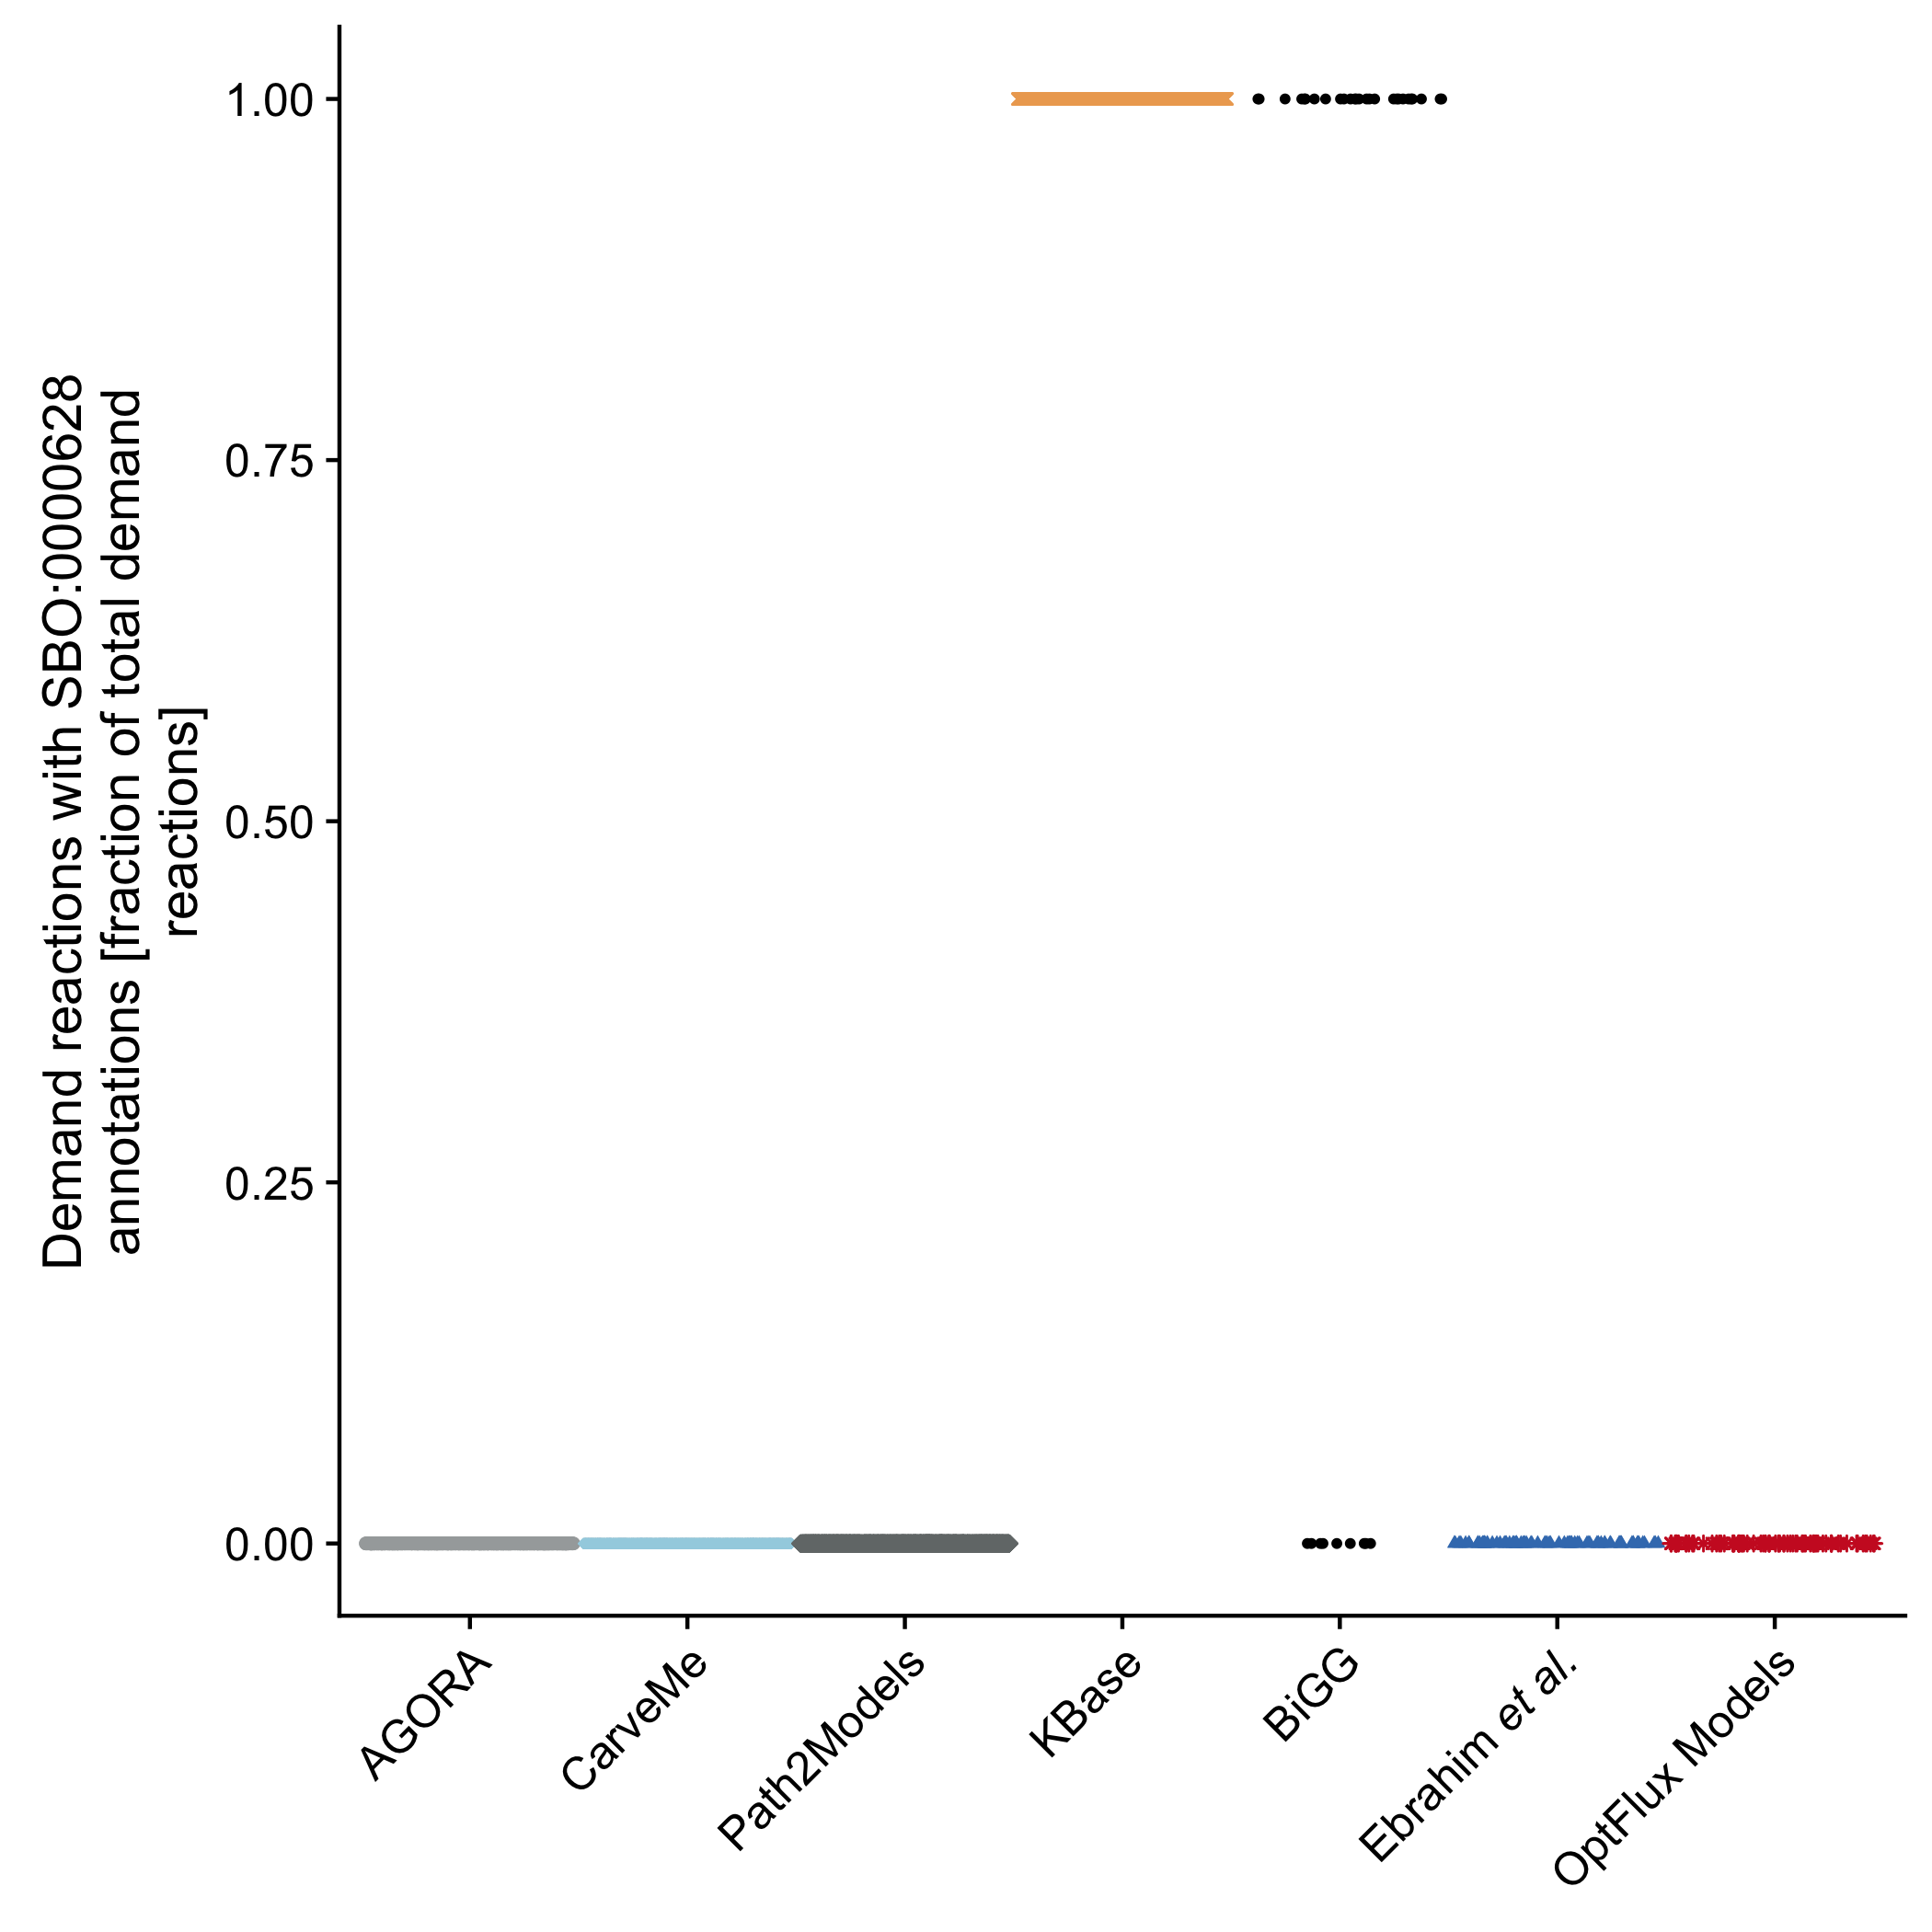 Demand reactions with SBO:0000628
annotations [fraction of total demand
reactions]
1.00
0.75
0.50
0.25
0.00
AGORA
CarveMe
Path2Models
KBase
BiGG
Ebrahim et al.
OptFlux Models